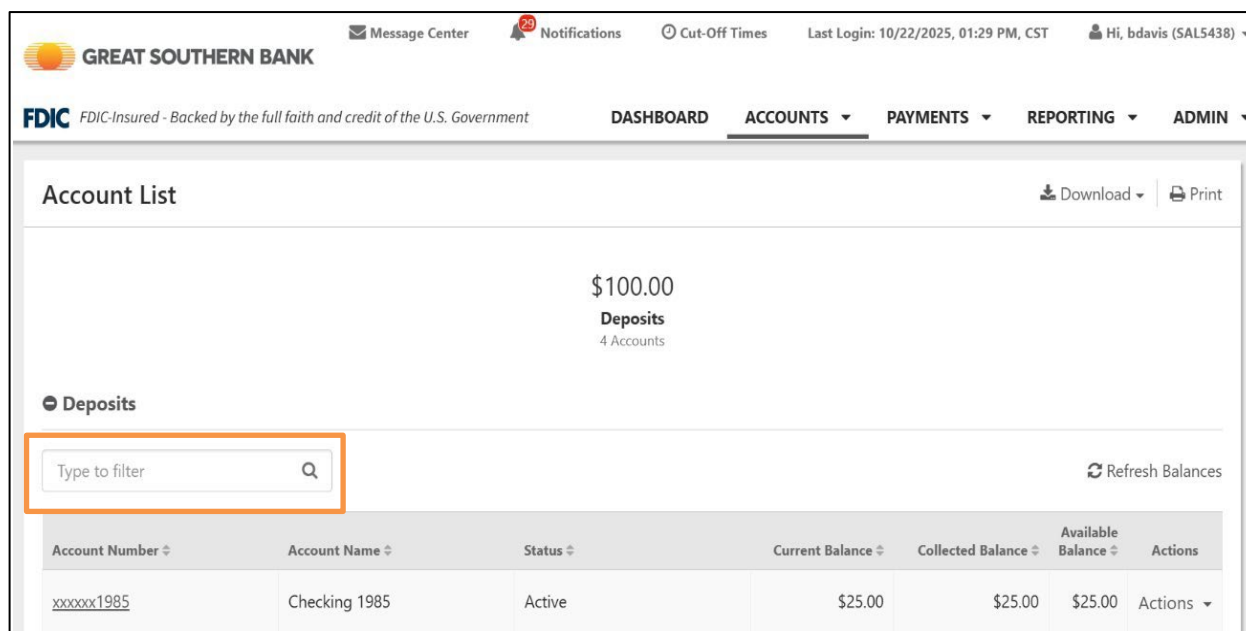 Message Center 29 Notifications Cut-Off Times Last Login: 10/22/2025, 01:29 PM, CST Hi, bdavis (SAL5438)
GREAT SOUTHERN BANK
FDIC FDIC-Insured - Backed by the full faith and credit of the U.S. Government DASHBOARD ACCOUNTS PAYMENTS REPORTING ADMIN
Account List Download Print
$100.00
Deposits
4 Accounts
Deposits
Type to filter Refresh Balances
Account Number Account Name Status Current Balance Collected Balance Available Balance Actions
xxxxxx1985 Checking 1985 Active $25.00 $25.00 $25.00 Actions